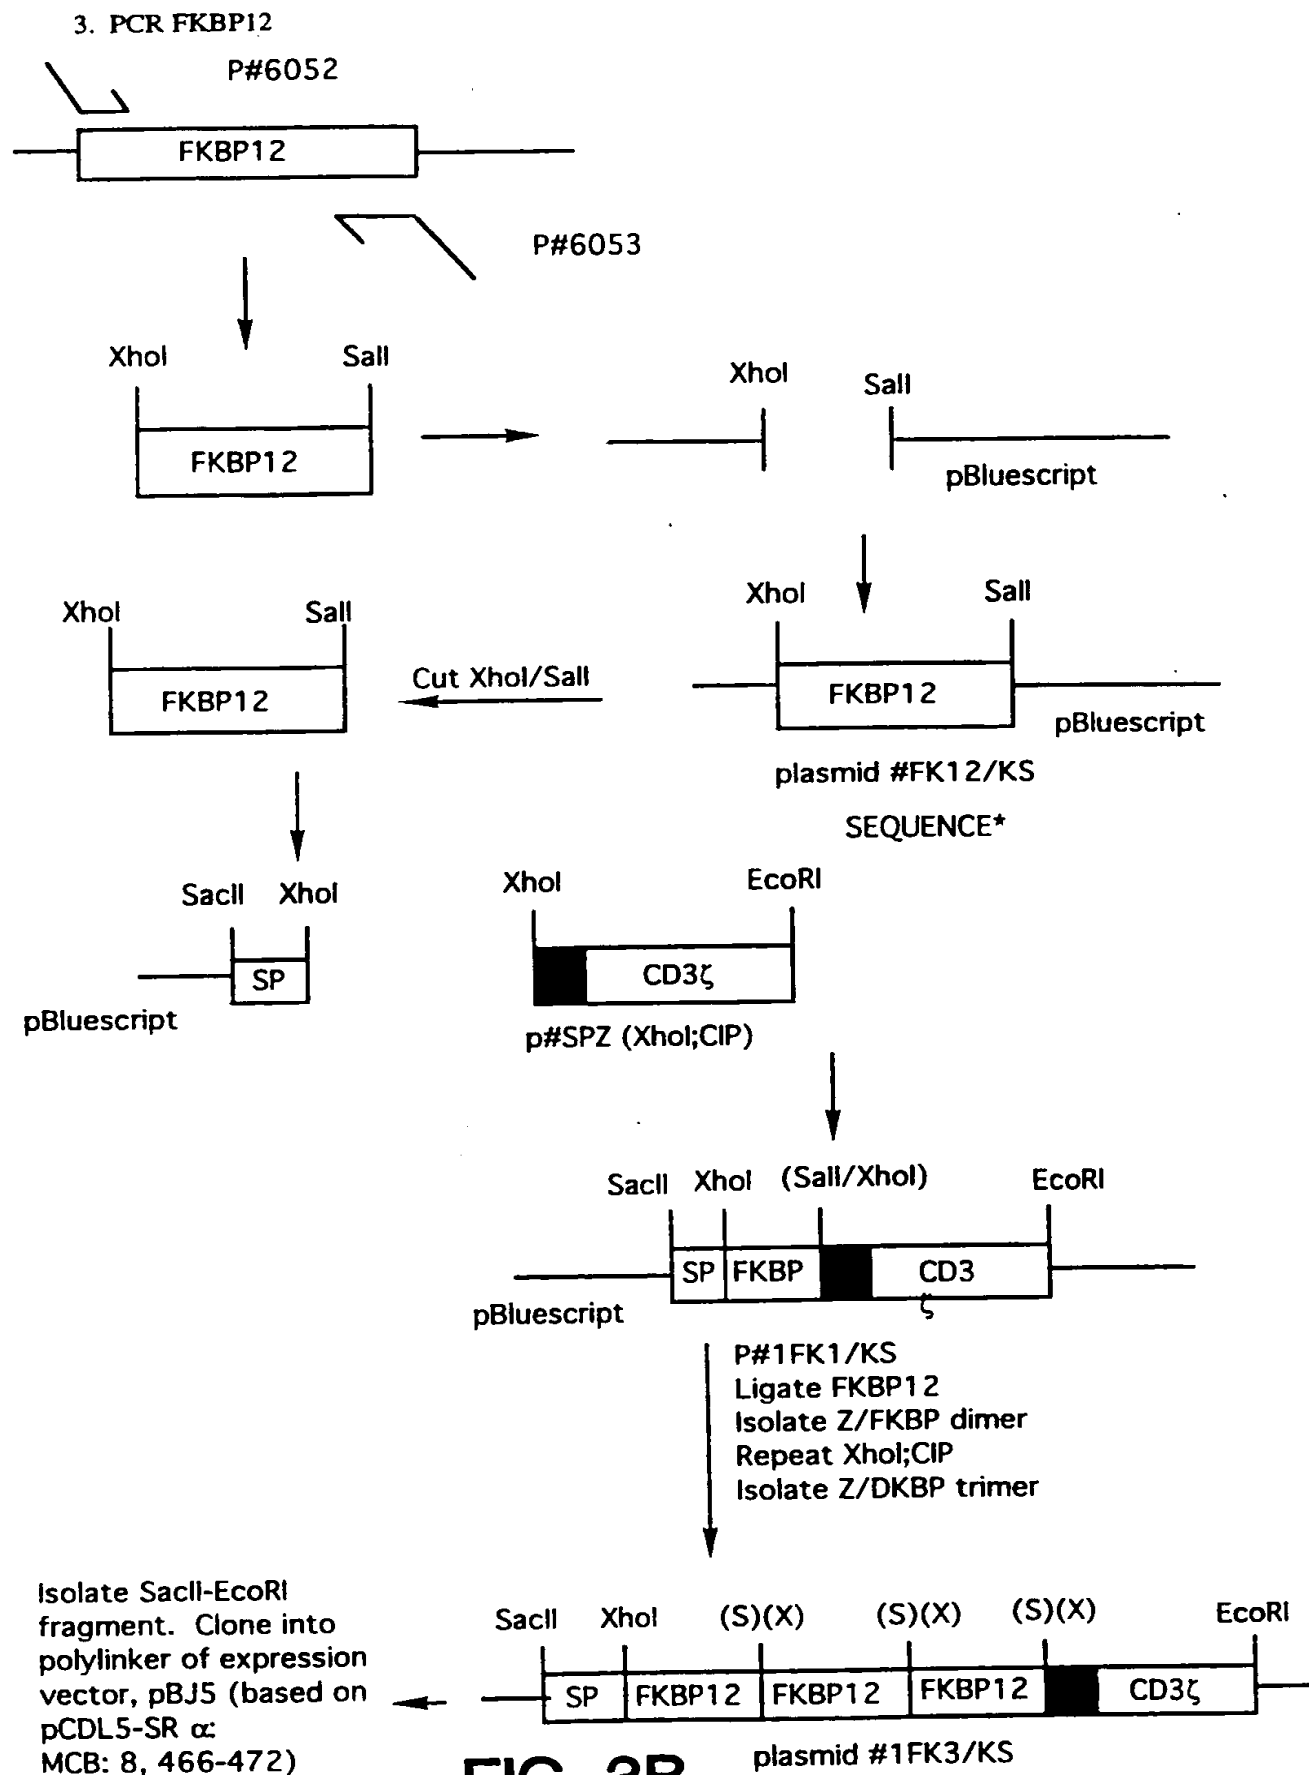 3. PCR FKBP12
P#6052
FKBP12
P#6053
XhoI SalI
FKBP12
XhoI SalI
pBluescript
XhoI SalI
FKBP12
pBluescript
plasmid #FK12/KS
SEQUENCE*
Cut XhoI/SalI
XhoI SalI
FKBP12
SacII XhoI
SP
pBluescript
XhoI EcoRI
CD3ζ
p#SPZ (XhoI;CIP)
SacII XhoI (SalI/XhoI) EcoRI
SP FKBP CD3
ζ
pBluescript
P#1FK1/KS
Ligate FKBP12
Isolate Z/FKBP dimer
Repeat XhoI;CIP
Isolate Z/DKBP trimer
SacII XhoI (S)(X) (S)(X) (S)(X) EcoRI
SP FKBP12 FKBP12 FKBP12 CD3ζ
plasmid #1FK3/KS
Isolate SacII-EcoRI
fragment. Clone into
polylinker of expression
vector, pBJ5 (based on
pCDL5-SR α:
MCB: 8, 466-472)